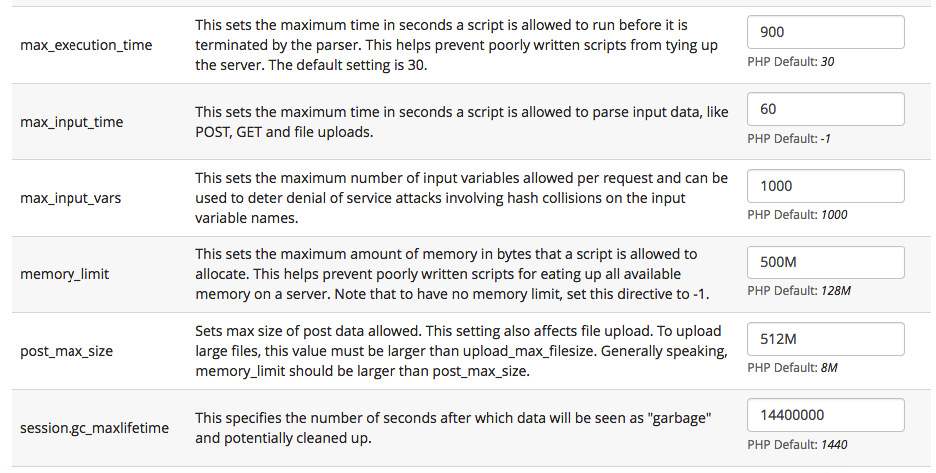 max_execution_time
This sets the maximum time in seconds a script is allowed to run before it is
terminated by the parser. This helps prevent poorly written scripts from tying up
the server. The default setting is 30.
900
PHP Default: 30
max_input_time
This sets the maximum time in seconds a script is allowed to parse input data, like
POST, GET and file uploads.
60
PHP Default: -1
max_input_vars
This sets the maximum number of input variables allowed per request and can be
used to deter denial of service attacks involving hash collisions on the input
variable names.
1000
PHP Default: 1000
memory_limit
This sets the maximum amount of memory in bytes that a script is allowed to
allocate. This helps prevent poorly written scripts for eating up all available
memory on a server. Note that to have no memory limit, set this directive to -1.
500M
PHP Default: 128M
post_max_size
Sets max size of post data allowed. This setting also affects file upload. To upload
large files, this value must be larger than upload_max_filesize. Generally speaking,
memory_limit should be larger than post_max_size.
512M
PHP Default: 8M
session.gc_maxlifetime
This specifies the number of seconds after which data will be seen as "garbage"
and potentially cleaned up.
14400000
PHP Default: 1440